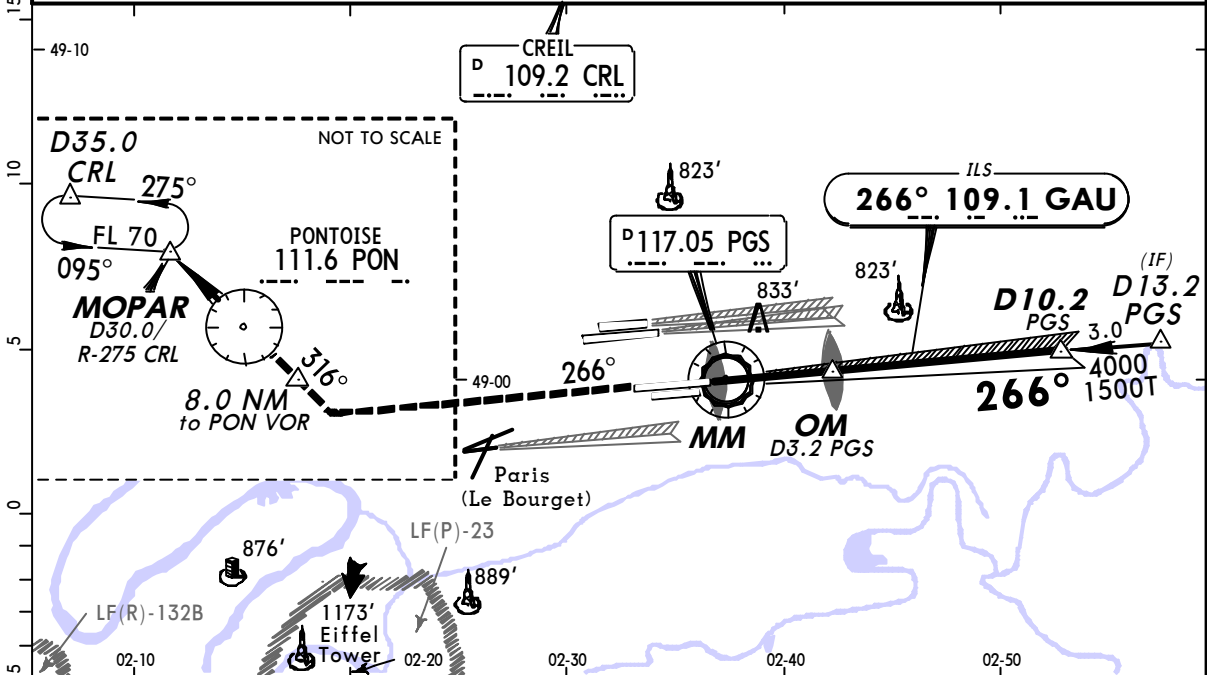 15
49-10
CREIL
D 109.2 CRL
NOT TO SCALE
D35.0
CRL
10
275°
FL 70
095°
MOPAR
D30.0/
R-275 CRL
PONTOISE
111.6 PON
823'
ILS
266° 109.1 GAU
D 117.05 PGS
833'
823'
(IF)
D13.2
PGS
D10.2
PGS
3.0
4000
1500T
5
316°
8.0 NM
to PON VOR
266°
49-00
266°
MM
OM
D3.2 PGS
Paris
(Le Bourget)
0
LF(P)-23
876'
889'
LF(R)-132B
1173'
Eiffel
Tower
5
02-10
02-20
02-30
02-40
02-50